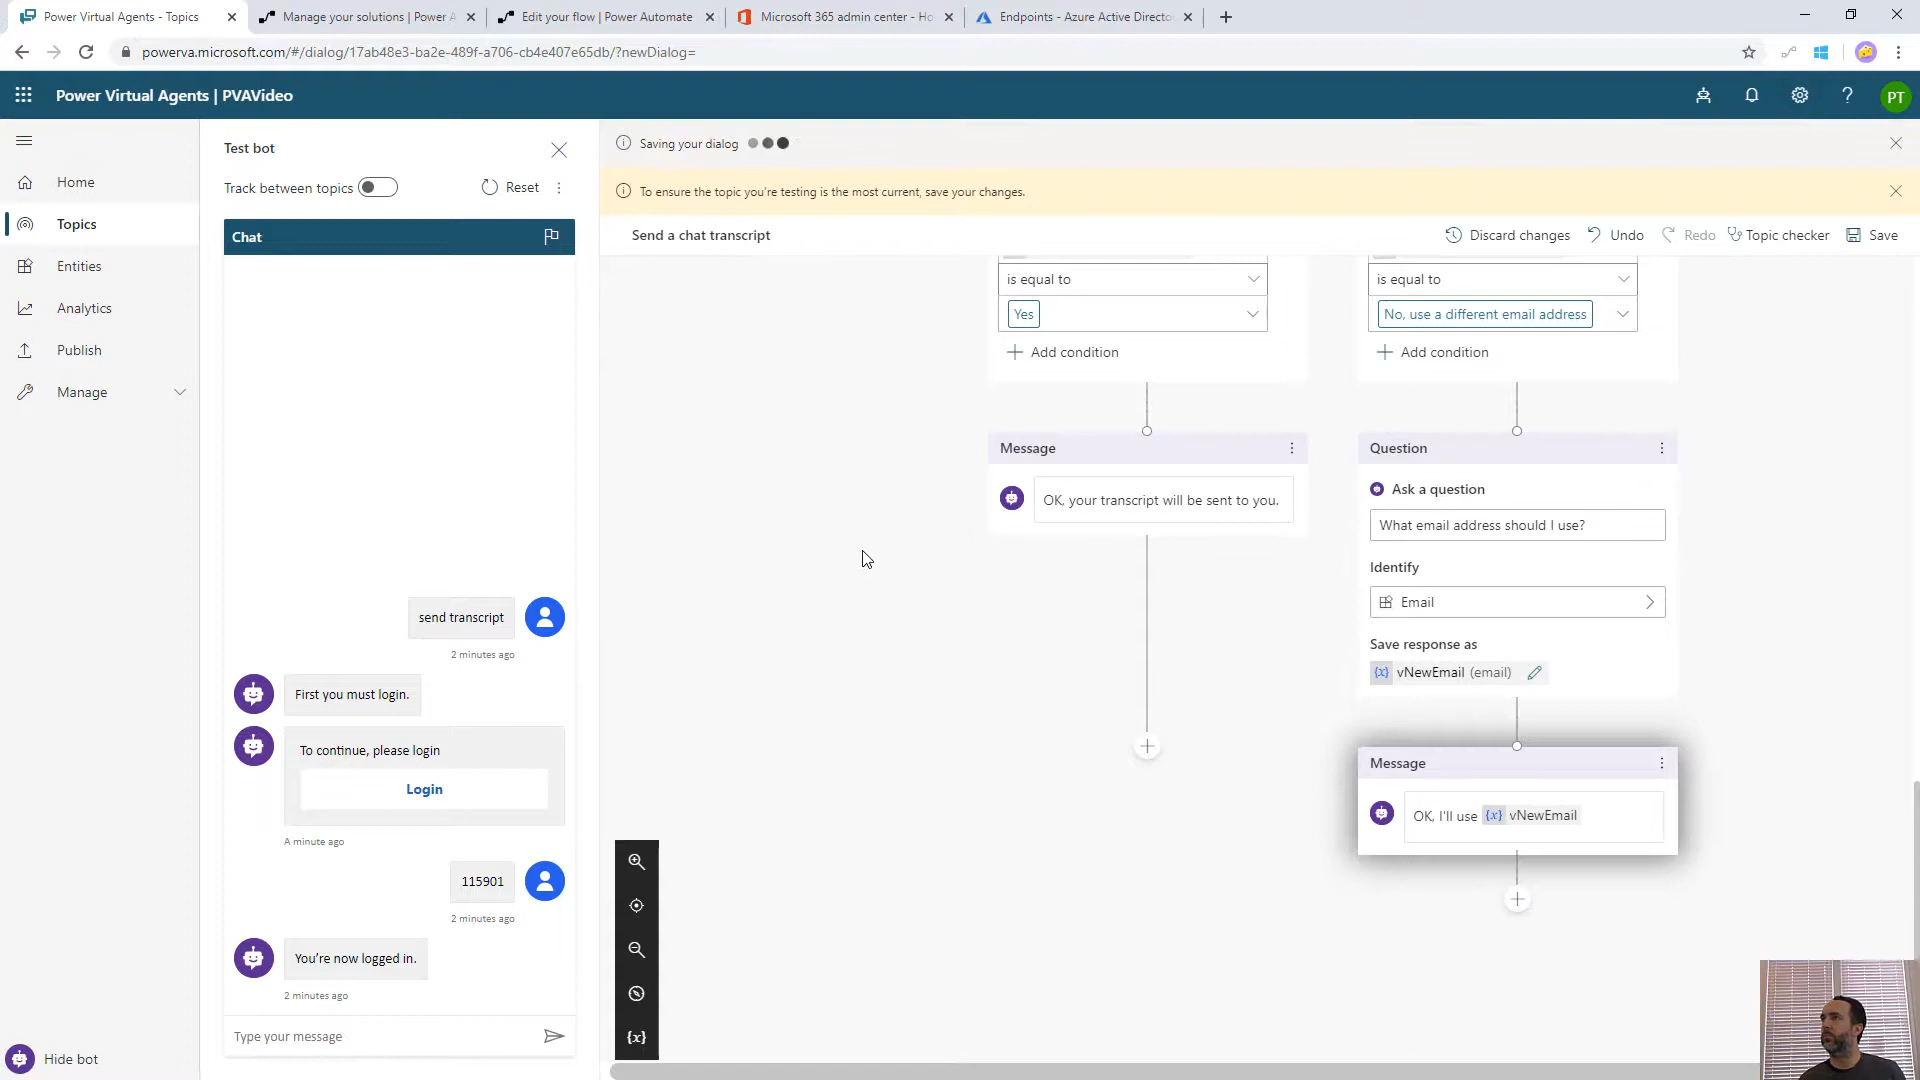 Power Virtual Agents - Topics
Manage your solutions | Power A
Edit your flow | Power Automate
Microsoft 365 admin center - Ho
Endpoints - Azure Active Directo
powerva.microsoft.com/#/dialog/17ab48e3-ba2e-489f-a706-cb4e407e65db/?newDialog=
Power Virtual Agents | PVAVideo
PT
Home
Topics
Entities
Analytics
Publish
Manage
Hide bot
Test bot
Track between topics
Reset
Chat
send transcript
2 minutes ago
First you must login.
To continue, please login
Login
A minute ago
115901
2 minutes ago
You're now logged in.
2 minutes ago
Type your message
Saving your dialog
To ensure the topic you're testing is the most current, save your changes.
Send a chat transcript
Discard changes
Undo
Redo
Topic checker
Save
is equal to
Yes
Add condition
Message
OK, your transcript will be sent to you.
is equal to
No, use a different email address
Add condition
Question
Ask a question
What email address should I use?
Identify
Email
Save response as
{x} vNewEmail (email)
Message
OK, I'll use {x} vNewEmail
{x}